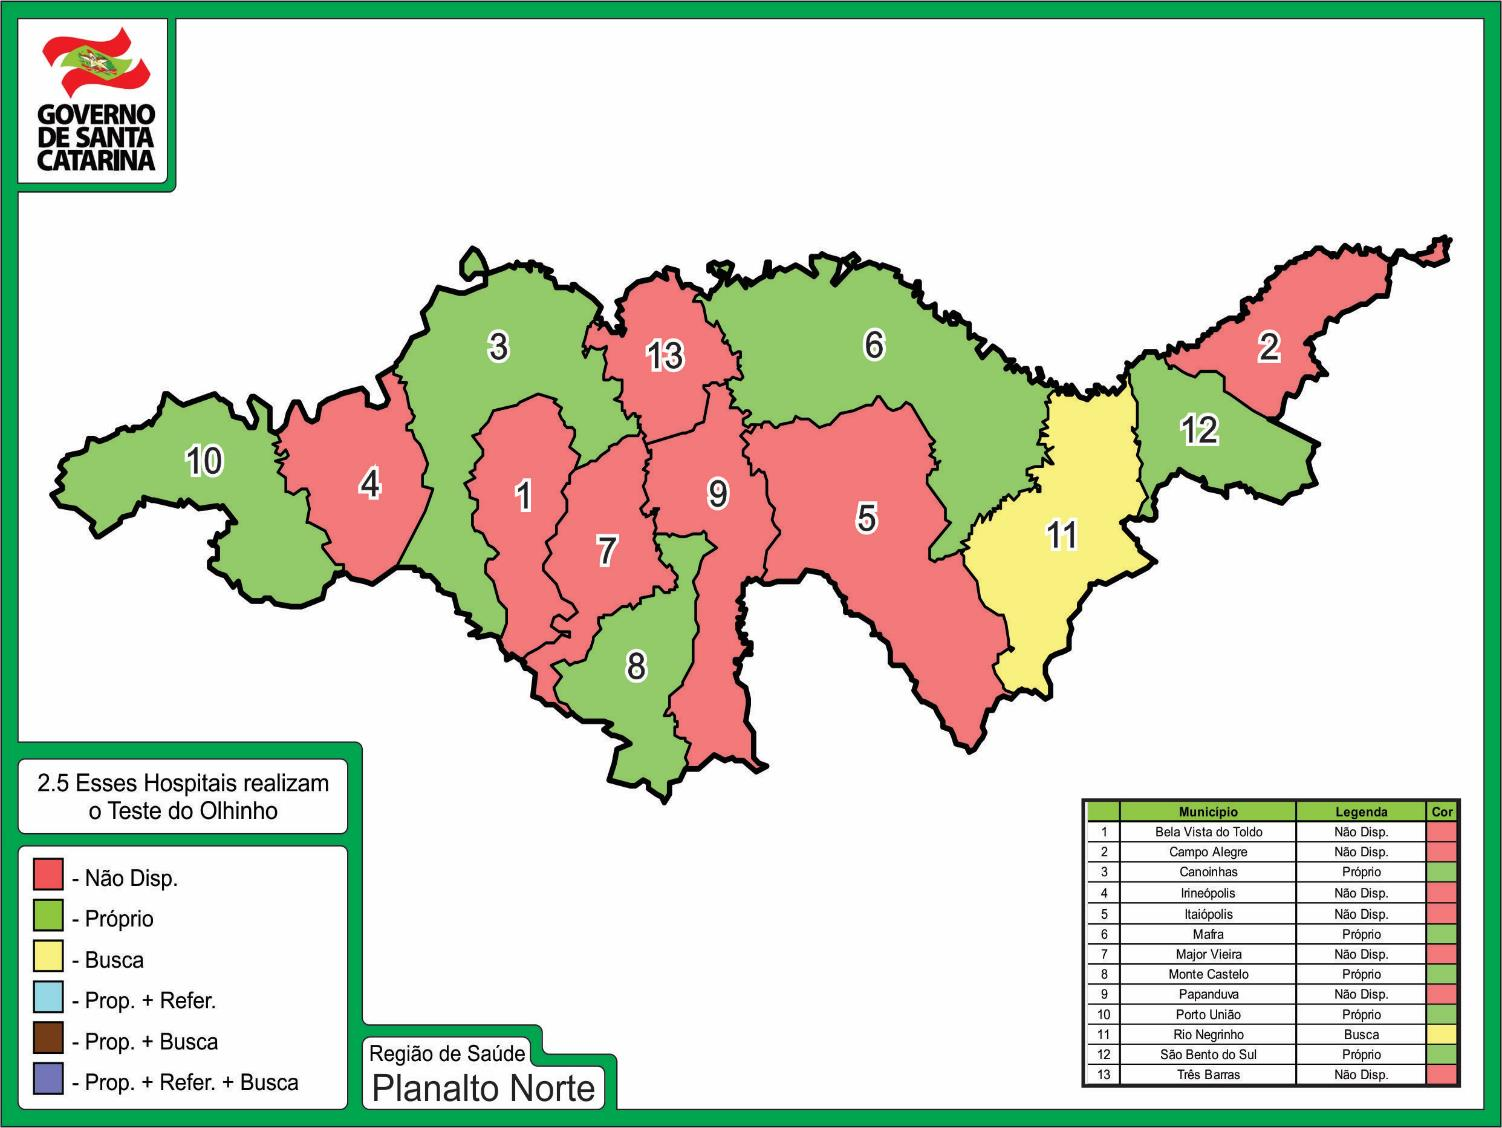 GOVERNO
DE SANTA
CATARINA
3
13
6
2
12
10
4
1
9
5
7
11
8
2.5 Esses Hospitais realizam
o Teste do Olhinho
- Não Disp.
- Próprio
- Busca
- Prop. + Refer.
- Prop. + Busca
- Prop. + Refer. + Busca
Região de Saúde
Planalto Norte
Município Legenda Cor
1 Bela Vista do Toldo Não Disp.
2 Campo Alegre Não Disp.
3 Canoinhas Próprio
4 Irineópolis Não Disp.
5 Itaiópolis Não Disp.
6 Mafra Próprio
7 Major Vieira Não Disp.
8 Monte Castelo Próprio
9 Papanduva Não Disp.
10 Porto União Próprio
11 Rio Negrinho Busca
12 São Bento do Sul Próprio
13 Três Barras Não Disp.